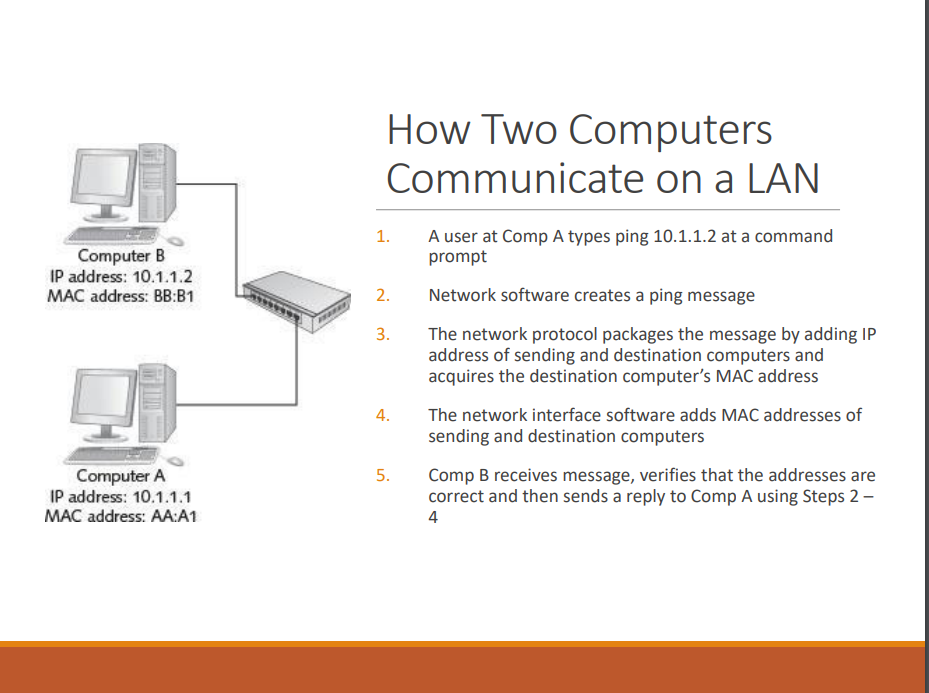 How Two Computers
Communicate on a LAN
1. A user at Comp A types ping 10.1.1.2 at a command
prompt
2. Network software creates a ping message
3. The network protocol packages the message by adding IP
address of sending and destination computers and
acquires the destination computer’s MAC address
4. The network interface software adds MAC addresses of
sending and destination computers
5. Comp B receives message, verifies that the addresses are
correct and then sends a reply to Comp A using Steps 2 –
4
Computer B
IP address: 10.1.1.2
MAC address: BB:B1
Computer A
IP address: 10.1.1.1
MAC address: AA:A1